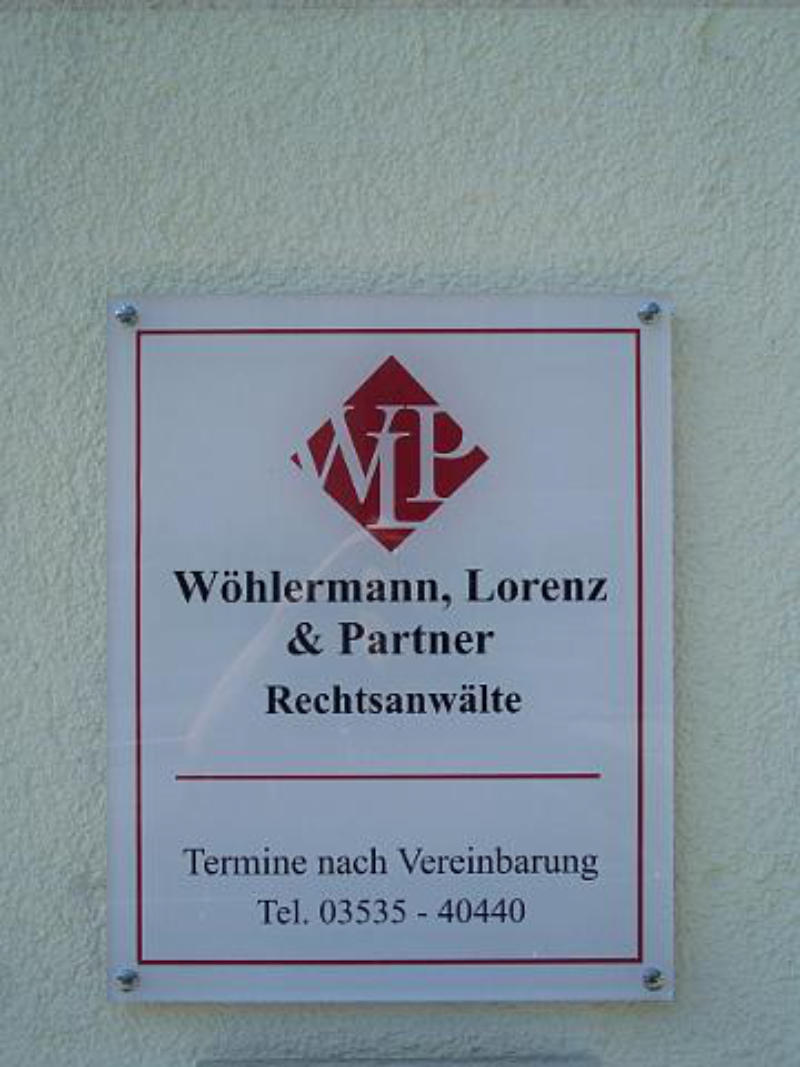 WLP
Wöhlermann, Lorenz
& Partner
Rechtsanwälte
Termine nach Vereinbarung
Tel. 03535 - 40440